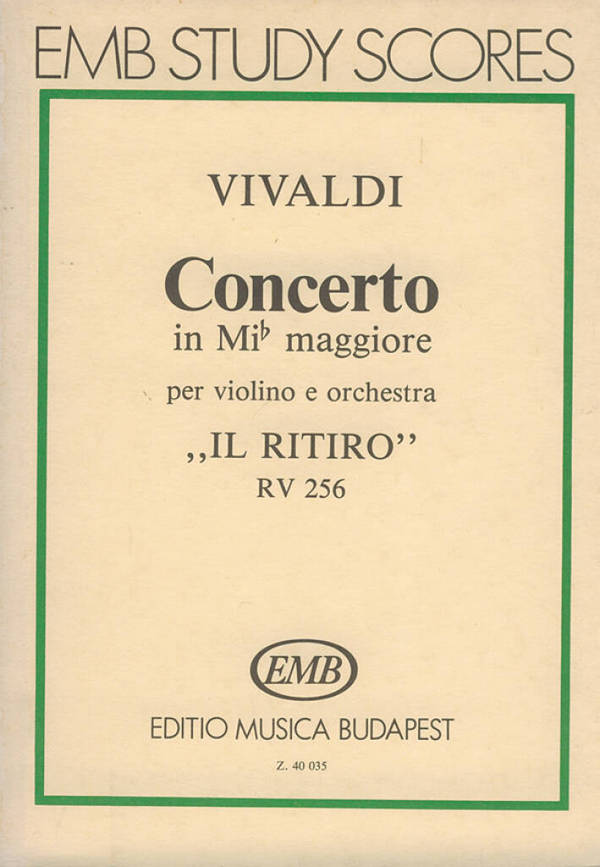 EMB STUDY SCORES
VIVALDI
Concerto
in Mi♭ maggiore
per violino e orchestra
„IL RITIRO”
RV 256
EMB
EDITIO MUSICA BUDAPEST
Z. 40 035